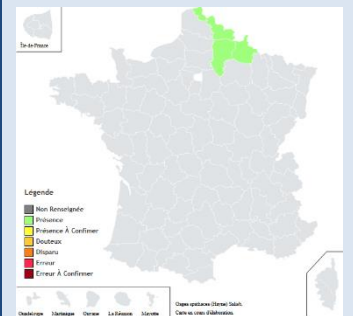 Île-de-France
Légende
Non Renseignée
Présence
Présence À Confirmer
Douteux
Disparu
Erreur
Erreur À Confirmer
Guadeloupe Martinique Guyane La Réunion Mayotte
Carte en cours d'élaboration.